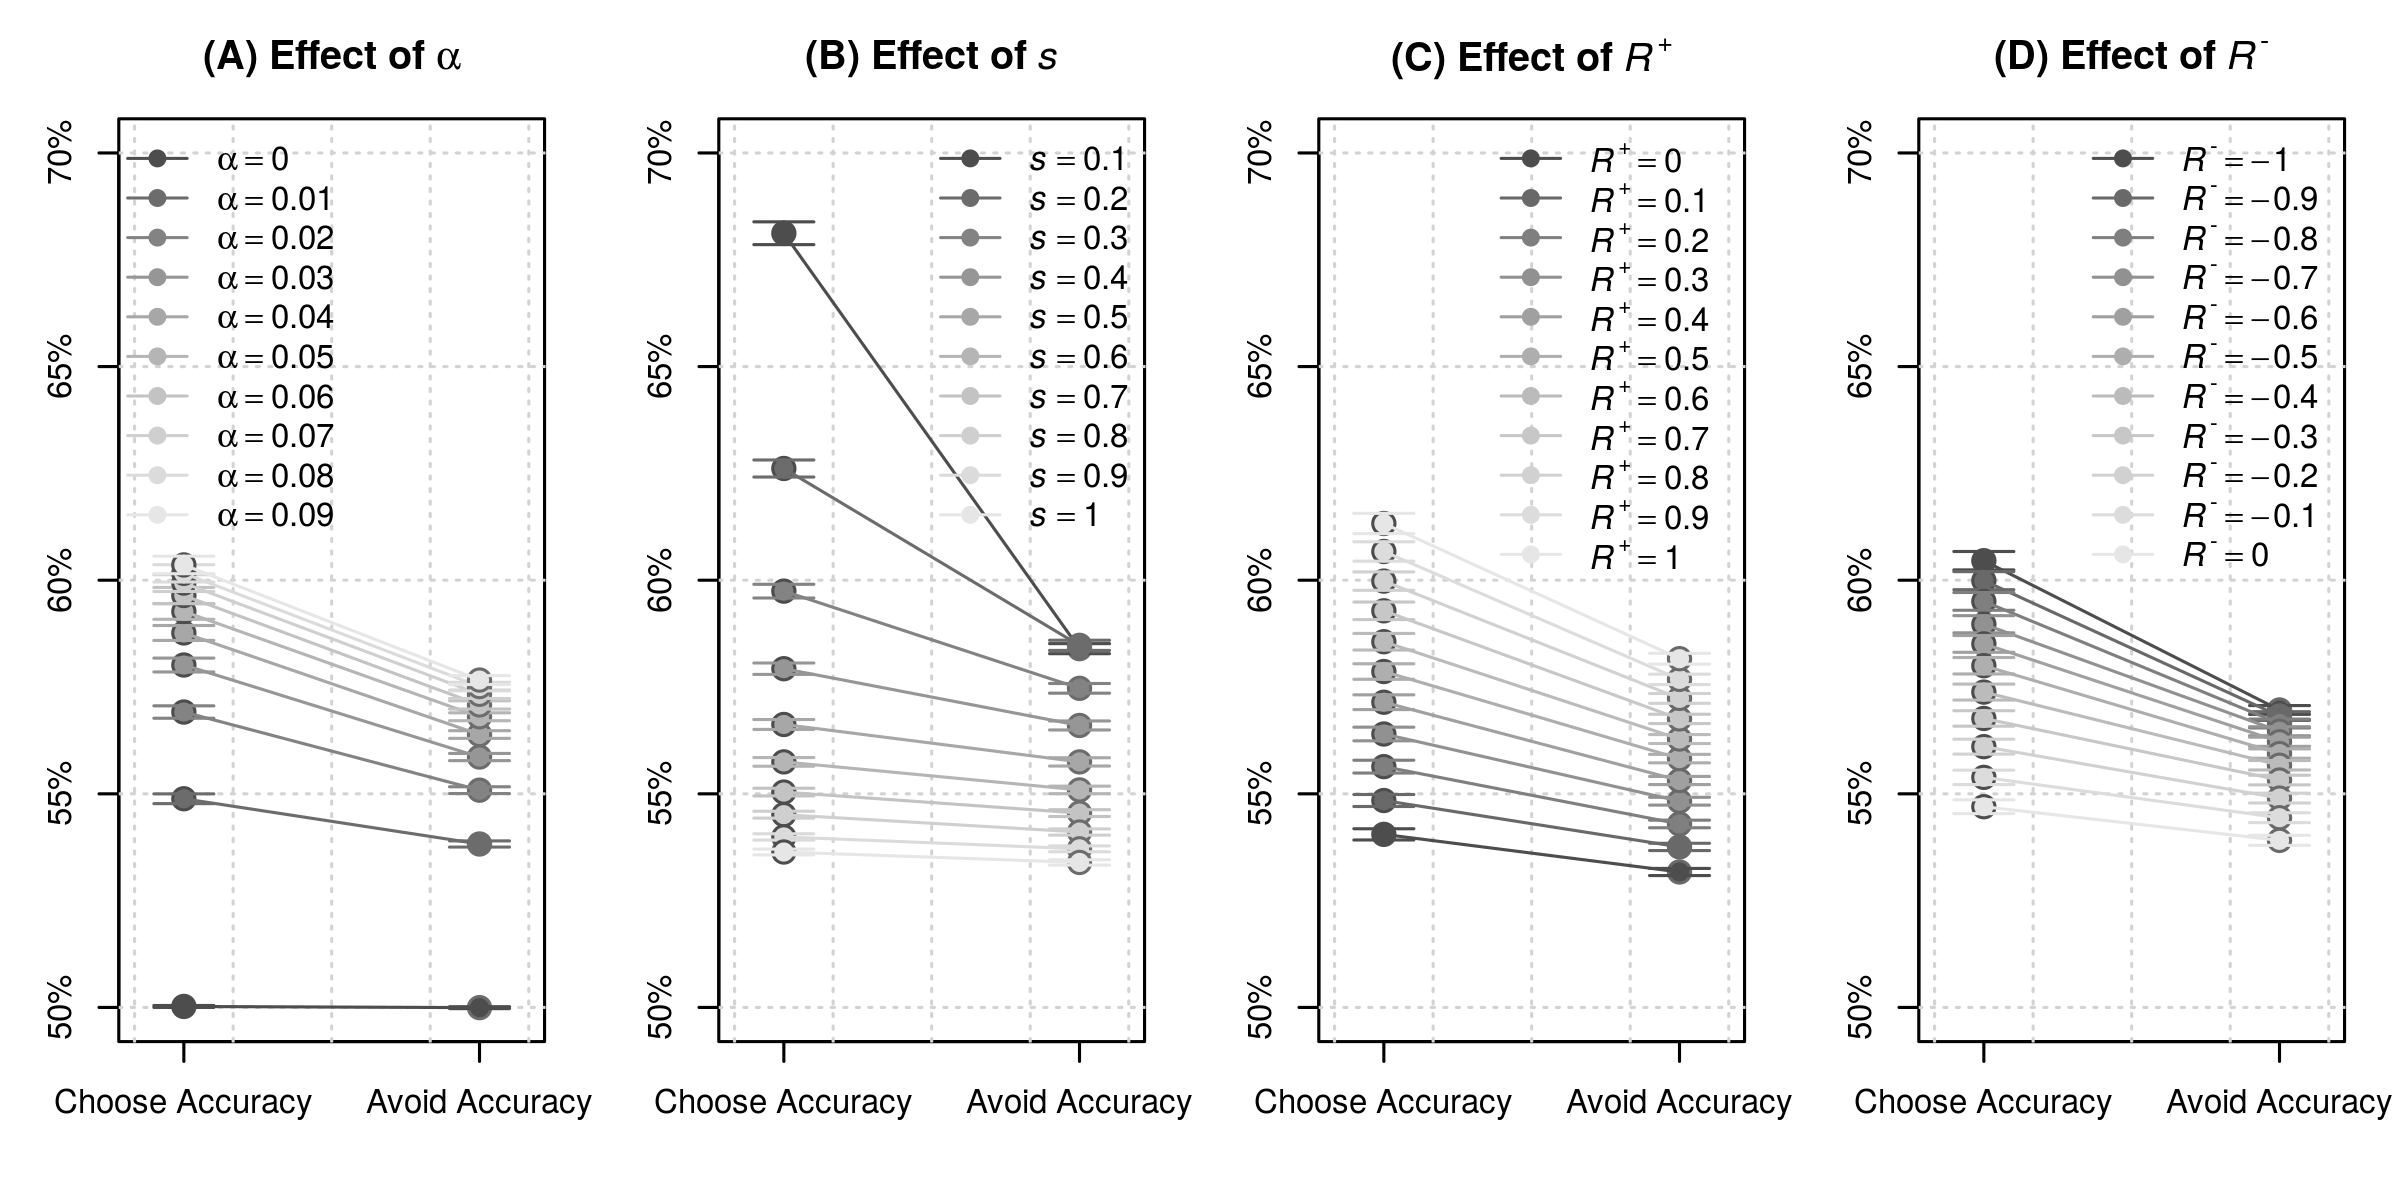 (A) Effect of α
70%
65%
60%
55%
50%
α = 0
α = 0.01
α = 0.02
α = 0.03
α = 0.04
α = 0.05
α = 0.06
α = 0.07
α = 0.08
α = 0.09
Choose Accuracy
Avoid Accuracy
(B) Effect of s
70%
65%
60%
55%
50%
s = 0.1
s = 0.2
s = 0.3
s = 0.4
s = 0.5
s = 0.6
s = 0.7
s = 0.8
s = 0.9
s = 1
Choose Accuracy
Avoid Accuracy
(C) Effect of R⁺
70%
65%
60%
55%
50%
R⁺ = 0
R⁺ = 0.1
R⁺ = 0.2
R⁺ = 0.3
R⁺ = 0.4
R⁺ = 0.5
R⁺ = 0.6
R⁺ = 0.7
R⁺ = 0.8
R⁺ = 0.9
R⁺ = 1
Choose Accuracy
Avoid Accuracy
(D) Effect of R⁻
70%
65%
60%
55%
50%
R⁻ = −1
R⁻ = −0.9
R⁻ = −0.8
R⁻ = −0.7
R⁻ = −0.6
R⁻ = −0.5
R⁻ = −0.4
R⁻ = −0.3
R⁻ = −0.2
R⁻ = −0.1
R⁻ = 0
Choose Accuracy
Avoid Accuracy